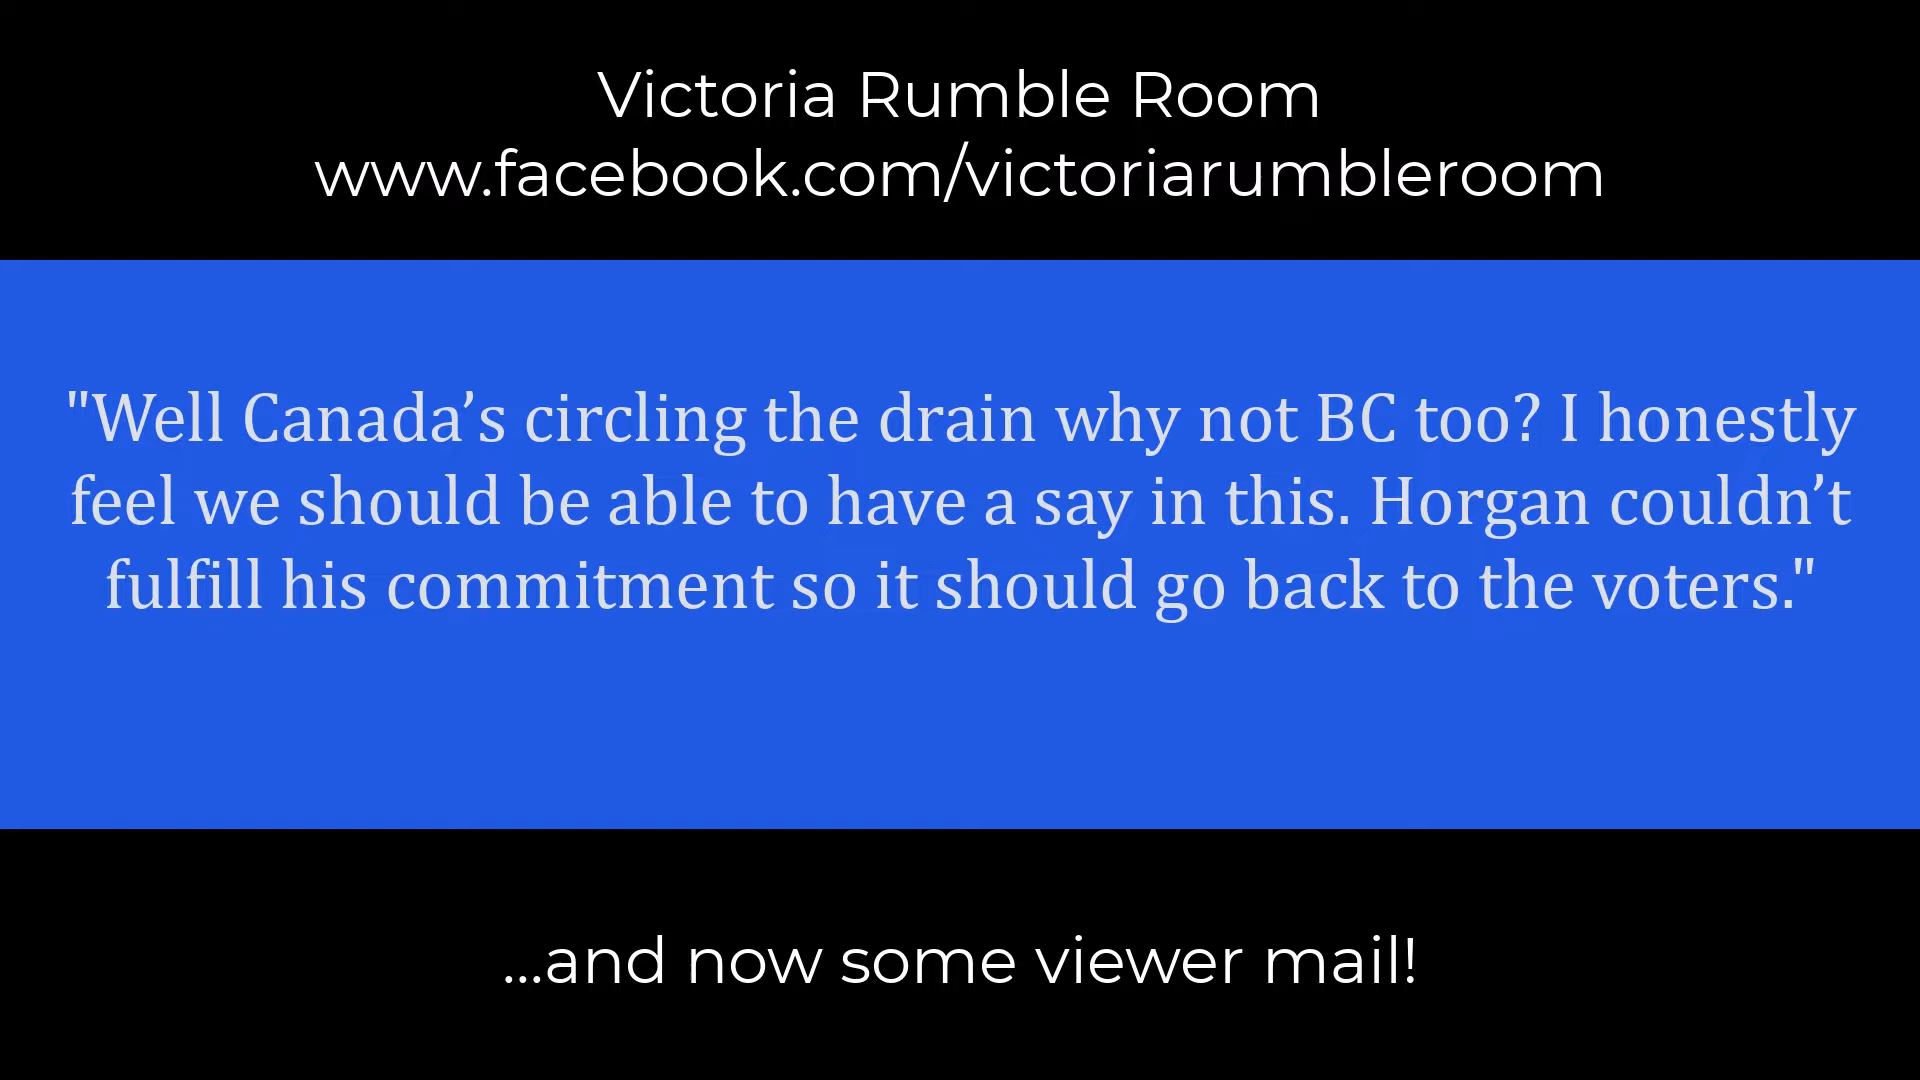 Victoria Rumble Room
www.facebook.com/victoriarumbleroom
"Well Canada’s circling the drain why not BC too? I honestly
feel we should be able to have a say in this. Horgan couldn’t
fulfill his commitment so it should go back to the voters."
...and now some viewer mail!